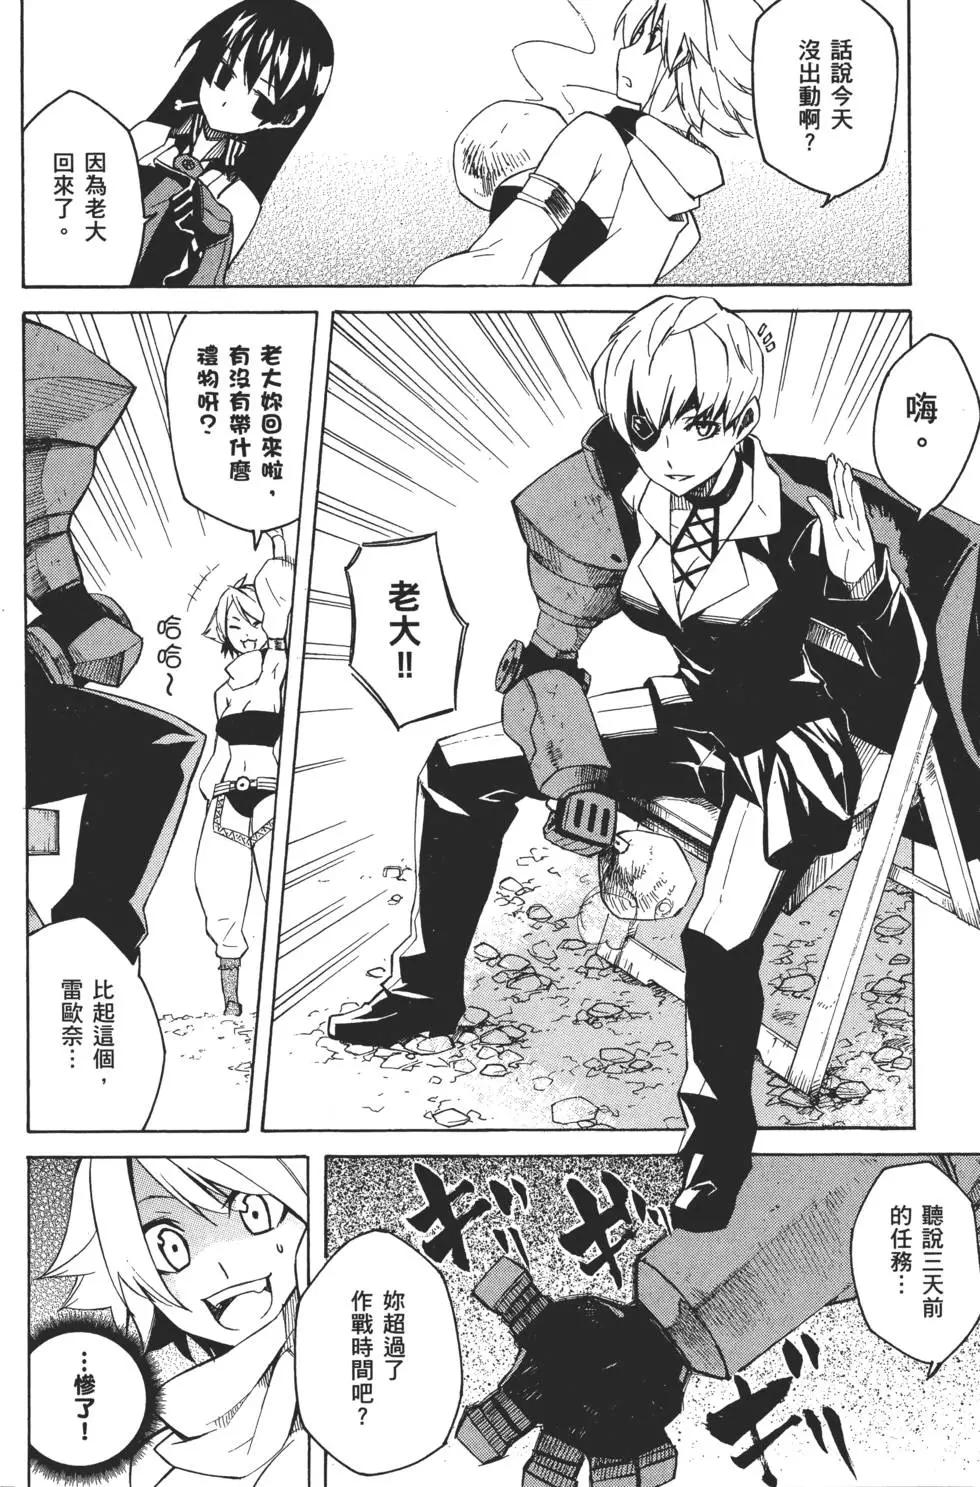 話說今天
沒出動啊？
因為老大
回來了。
嗨。
老大!!
老大妳回來啦，
有沒有帶什麼
禮物呀？
哈哈～
比起這個，
雷歐奈…
聽說三天前
的任務…
ギギギ
妳超過了
作戰時間吧？
…慘了！